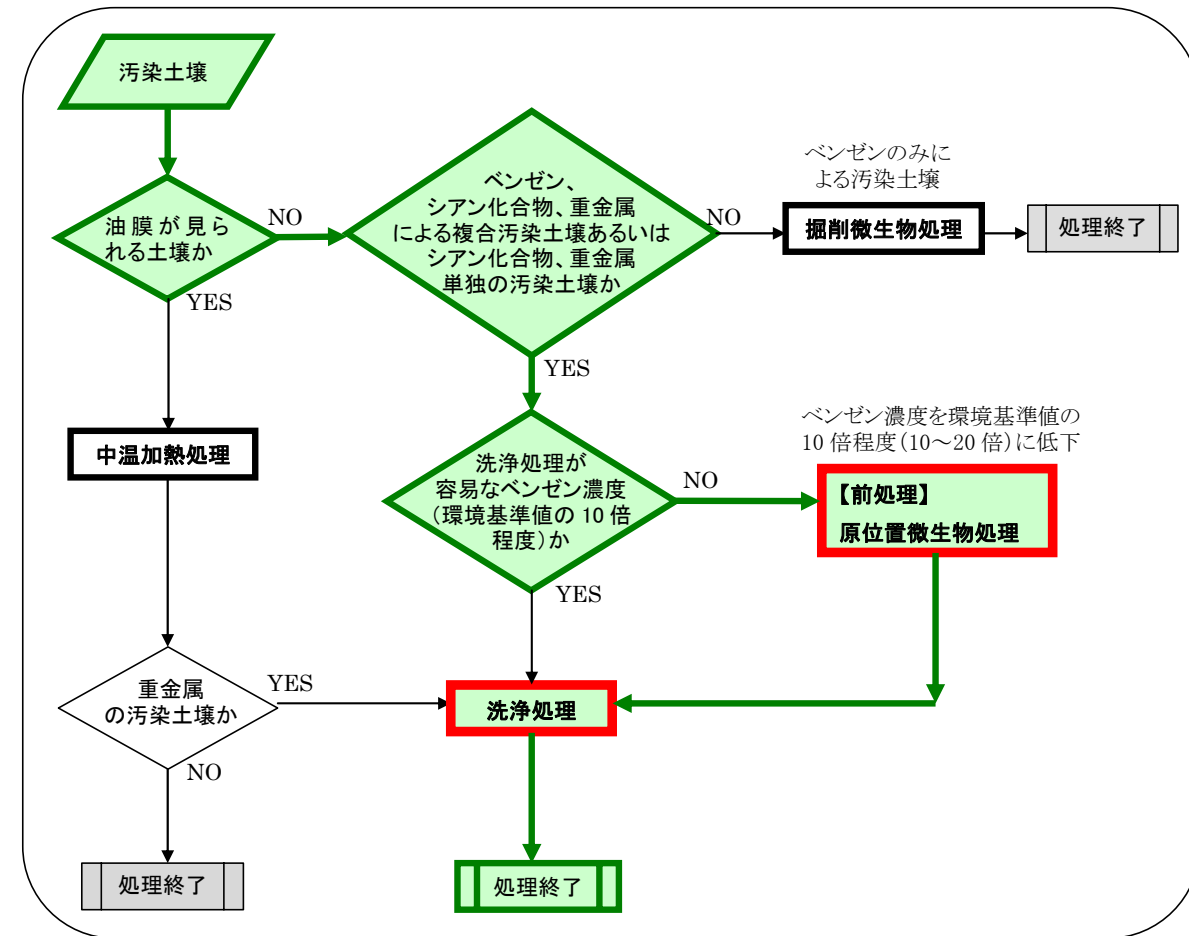 汚染土壌
油膜が見ら
れる土壌か
NO
YES
ベンゼン、
シアン化合物、重金属
による複合汚染土壌あるいは
シアン化合物、重金属
単独の汚染土壌か
NO
YES
ベンゼンのみに
よる汚染土壌
掘削微生物処理
処理終了
中温加熱処理
洗浄処理が
容易なベンゼン濃度
(環境基準値の 10 倍
程度)か
NO
YES
ベンゼン濃度を環境基準値の
10 倍程度(10～20 倍)に低下
【前処理】
原位置微生物処理
重金属
の汚染土壌か
YES
NO
洗浄処理
処理終了
処理終了